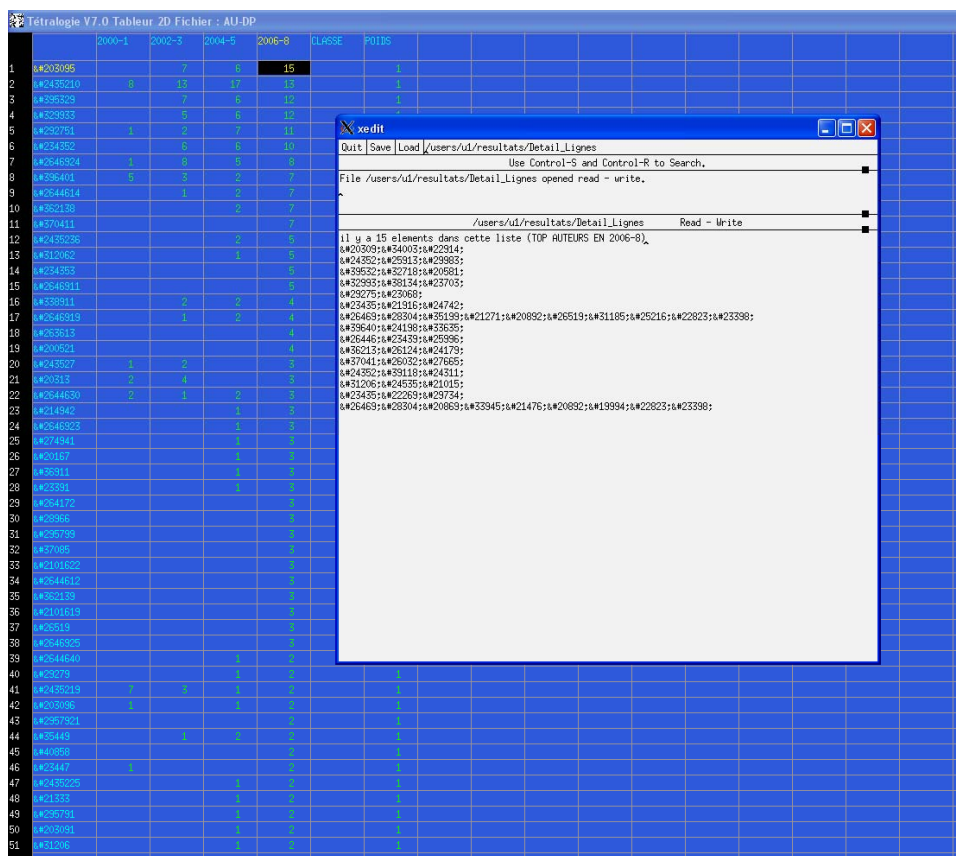 Tétralogie V7.0 Tableur 2D Fichier : AU-DP
2000-1 2002-3 2004-5 2006-8 CLASSE POIDS
1 &#203095 7 6 15 1
2 &#2435210 8 13 17 13 1
3 &#395329 7 6 12 1
4 &#329933 5 6 12
5 &#292751 1 2 7 11
6 &#234352 6 6 10
7 &#2646924 1 8 5 8
8 &#396401 5 3 2 7
9 &#2644614 1 2 7
10 &#362138 2 7
11 &#370411 7
12 &#2435236 2 5
13 &#312062 1 5
14 &#234353 5
15 &#2646911 5
16 &#338911 2 2 4
17 &#2646919 1 2 4
18 &#263613 4
19 &#200521 4
20 &#243527 1 2 3
21 &#20313 2 4 3
22 &#2644630 2 1 2 3
23 &#214942 1 3
24 &#2646923 1 3
25 &#274941 1 3
26 &#20167 1 3
27 &#36911 1 3
28 &#23391 1 3
29 &#264172 3
30 &#28966 3
31 &#295799 3
32 &#37085 3
33 &#2101622 3
34 &#2644612 3
35 &#362139 3
36 &#2101619 3
37 &#26519 3
38 &#2646925 3
39 &#2644640 1 2
40 &#29279 1 2 1
41 &#2435219 7 3 1 2 1
42 &#203096 1 1 2 1
43 &#2957921 2 1
44 &#35449 1 2 2 1
45 &#40858 2 1
46 &#23447 1 2 1
47 &#2435225 1 2 1
48 &#21333 1 2 1
49 &#295791 1 2 1
50 &#203091 1 2 1
51 &#31206 1 2 1
xedit
Quit Save Load /users/u1/resultats/Detail_Lignes
Use Control-S and Control-R to Search.
File /users/u1/resultats/Detail_Lignes opened read - write.
/users/u1/resultats/Detail_Lignes Read - Write
il y a 15 elements dans cette liste (TOP AUTEURS EN 2006-8)
&#20309;&#34003;&#22914;
&#24352;&#25913;&#29983;
&#39532;&#32718;&#20581;
&#32993;&#38134;&#23703;
&#29275;&#23068;
&#23435;&#21916;&#24742;
&#26469;&#28304;&#35199;&#21271;&#20892;&#26519;&#31185;&#25216;&#22823;&#23398;
&#39640;&#24198;&#33635;
&#26446;&#23439;&#25996;
&#36213;&#26124;&#24179;
&#37041;&#26032;&#27665;
&#24352;&#39118;&#24311;
&#31206;&#24535;&#21015;
&#23435;&#22269;&#29734;
&#26469;&#28304;&#20869;&#33945;&#21476;&#20892;&#19994;&#22823;&#23398;